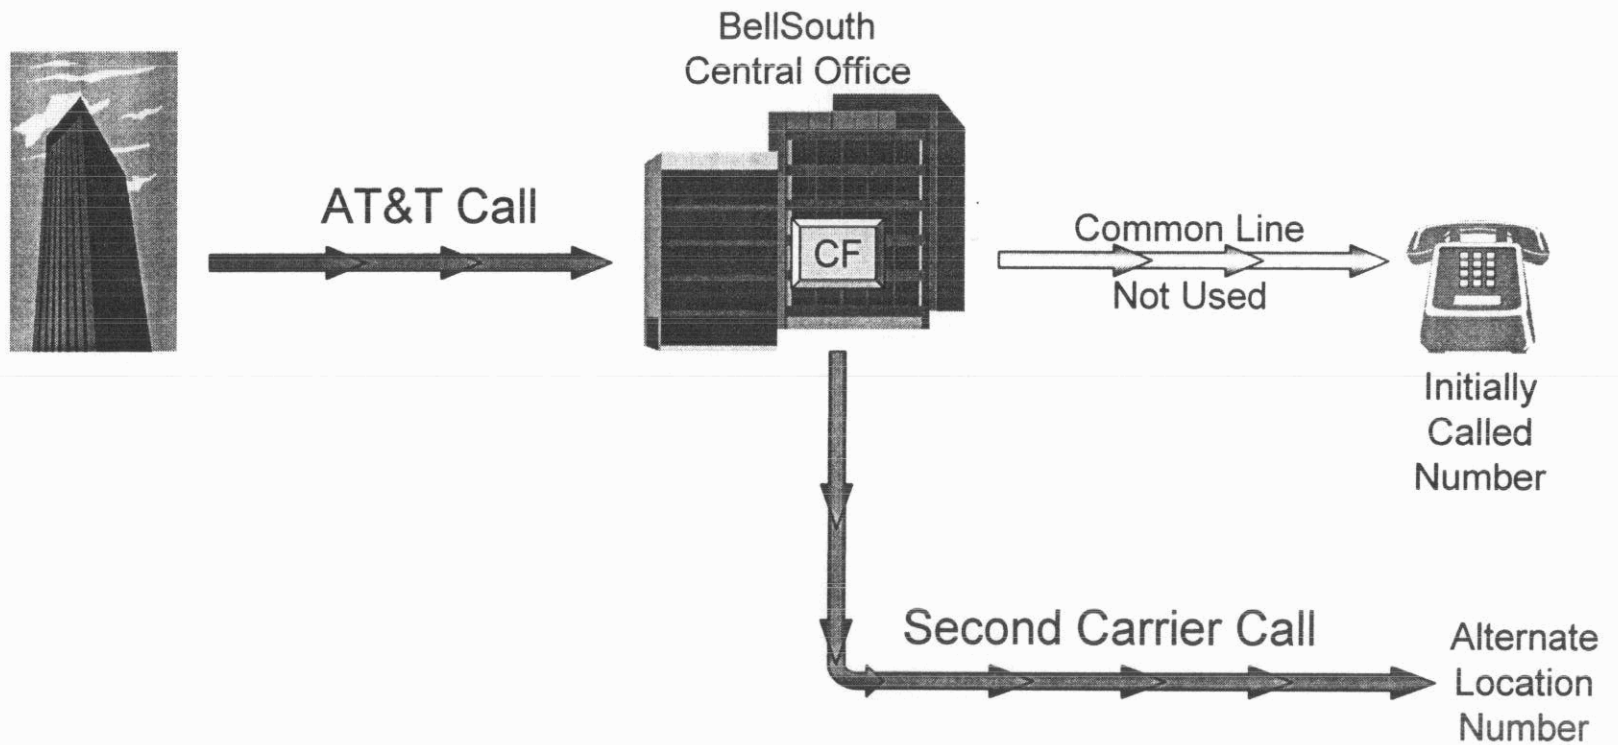 BellSouth
Central Office
AT&T Call
CF
Common Line
Not Used
Initially
Called
Number
Second Carrier Call
Alternate
Location
Number